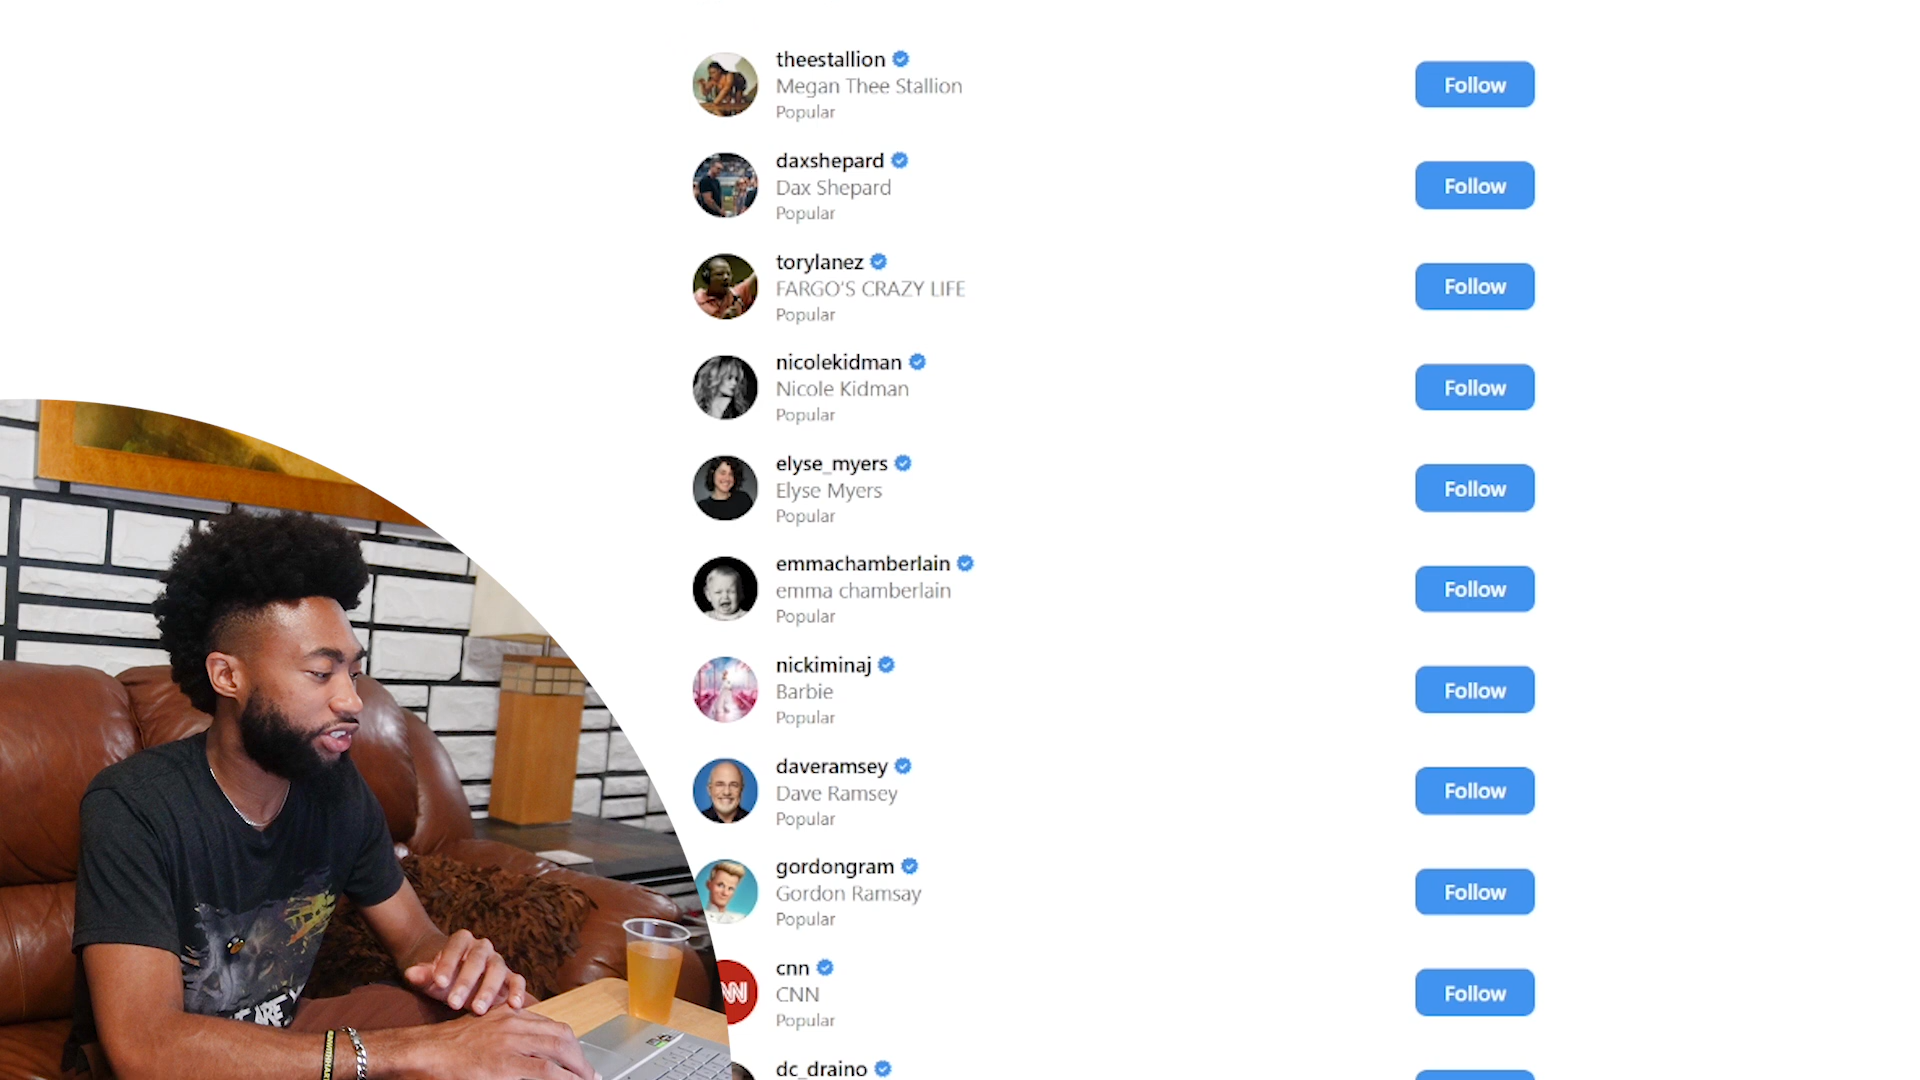 theestallion
Megan Thee Stallion
Popular
Follow
daxshepard
Dax Shepard
Popular
Follow
torylanez
FARGO'S CRAZY LIFE
Popular
Follow
nicolekidman
Nicole Kidman
Popular
Follow
elyse_myers
Elyse Myers
Popular
Follow
emmachamberlain
emma chamberlain
Popular
Follow
nickiminaj
Barbie
Popular
Follow
daveramsey
Dave Ramsey
Popular
Follow
gordongram
Gordon Ramsay
Popular
Follow
cnn
CNN
Popular
Follow
dc_draino